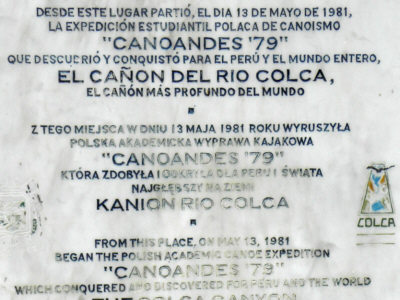 DESDE ESTE LUGAR PARTIÓ, EL DIA 13 DE MAYO DE 1981,
LA EXPEDICIÓN ESTUDIANTIL POLACA DE CANOISMO
"CANOANDES '79"
QUE DESCUBRIÓ Y CONQUISTÓ PARA EL PERÚ Y EL MUNDO ENTERO,
EL CAÑON DEL RIO COLCA,
EL CAÑÓN MÁS PROFUNDO DEL MUNDO
Z TEGO MIEJSCA W DNIU 13 MAJA 1981 ROKU WYRUSZYŁA
POLSKA AKADEMICKA WYPRAWA KAJAKOWA
"CANOANDES '79"
KTÓRA ZDOBYŁA I ODKRYŁA DLA PERU I ŚWIATA
NAJGŁĘBSZY NA ZIEMI
KANION RIO COLCA
COLCA
FROM THIS PLACE, ON MAY 13, 1981
BEGAN THE POLISH ACADEMIC CANOE EXPEDITION
"CANOANDES '79"
WHICH CONQUERED AND DISCOVERED FOR PERU AND THE WORLD
THE COLCA CANYON